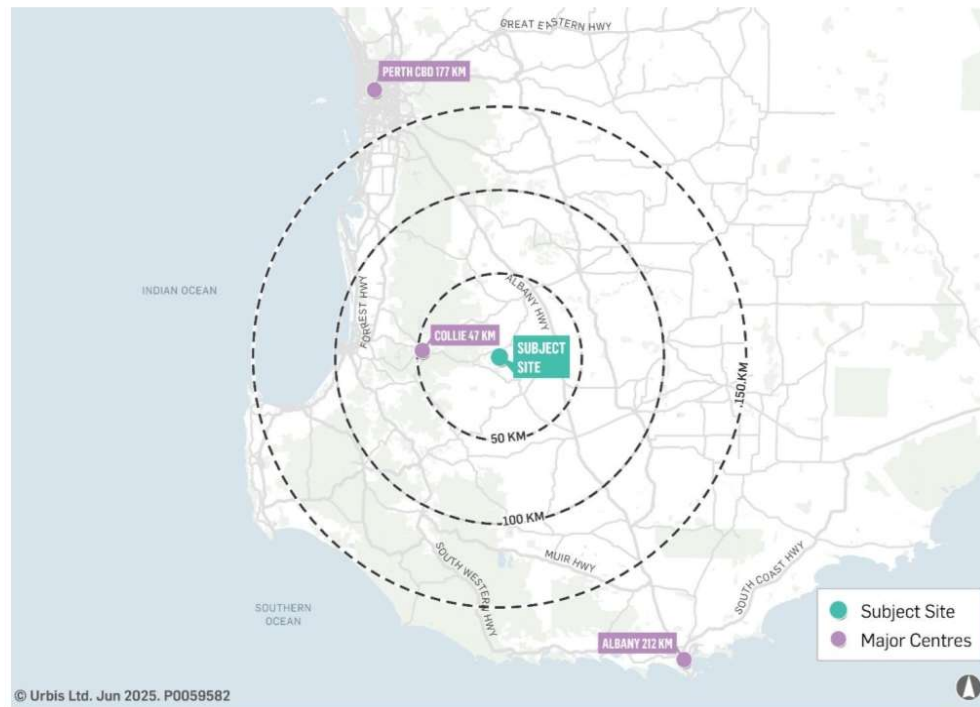 GREAT EASTERN HWY
PERTH CBD 177 KM
INDIAN OCEAN
FORREST HWY
ALBANY HWY
COLLIE 47 KM
SUBJECT
SITE
150 KM
50 KM
100 KM
MUIR HWY
SOUTH WESTERN HWY
SOUTH COAST HWY
SOUTHERN
OCEAN
ALBANY 212 KM
Subject Site
Major Centres
© Urbis Ltd. Jun 2025. P0059582